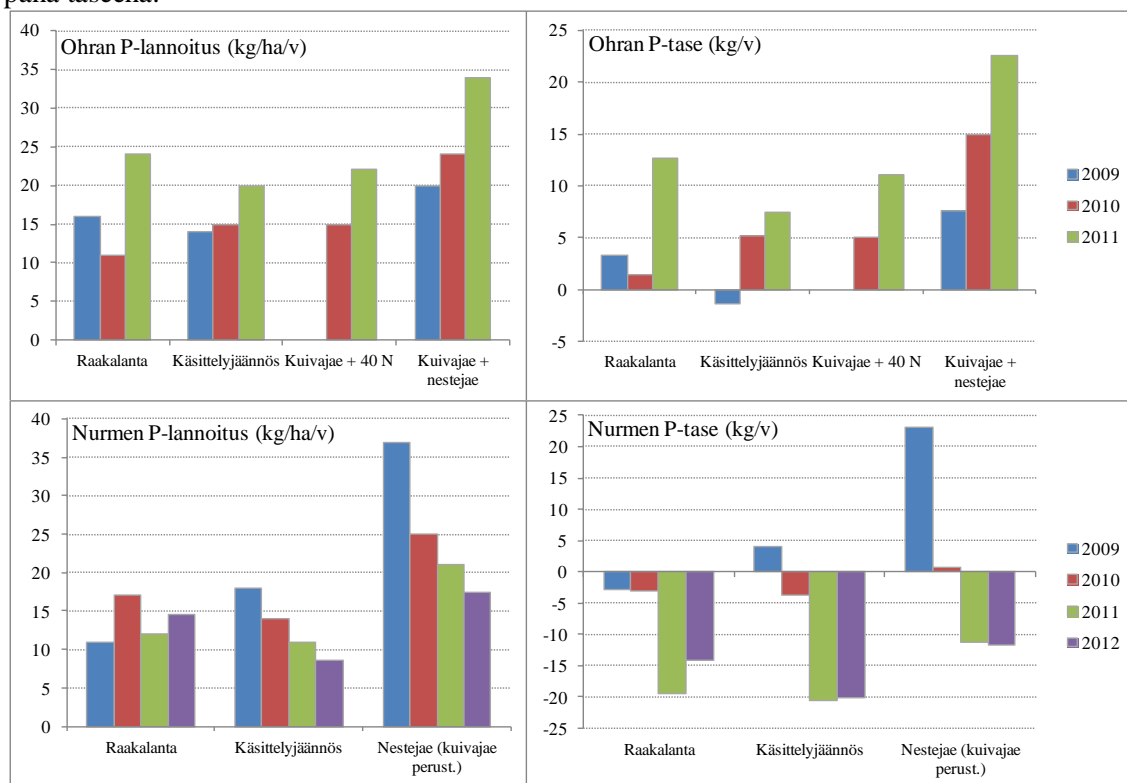 Ohran P-lannoitus (kg/ha/v)
40
35
30
25
20
15
10
5
0
Raakalanta
Käsittelyjäännös
Kuivajae + 40 N
Kuivajae +
nestejae
Ohran P-tase (kg/v)
25
20
15
10
5
0
-5
Raakalanta
Käsittelyjäännös
Kuivajae + 40 N
Kuivajae +
nestejae
2009
2010
2011
Nurmen P-lannoitus (kg/ha/v)
40
35
30
25
20
15
10
5
0
Raakalanta
Käsittelyjäännös
Nestejae (kuivajae
perust.)
Nurmen P-tase (kg/v)
25
20
15
10
5
0
-5
-10
-15
-20
-25
Raakalanta
Käsittelyjäännös
Nestejae (kuivajae
perust.)
2009
2010
2011
2012